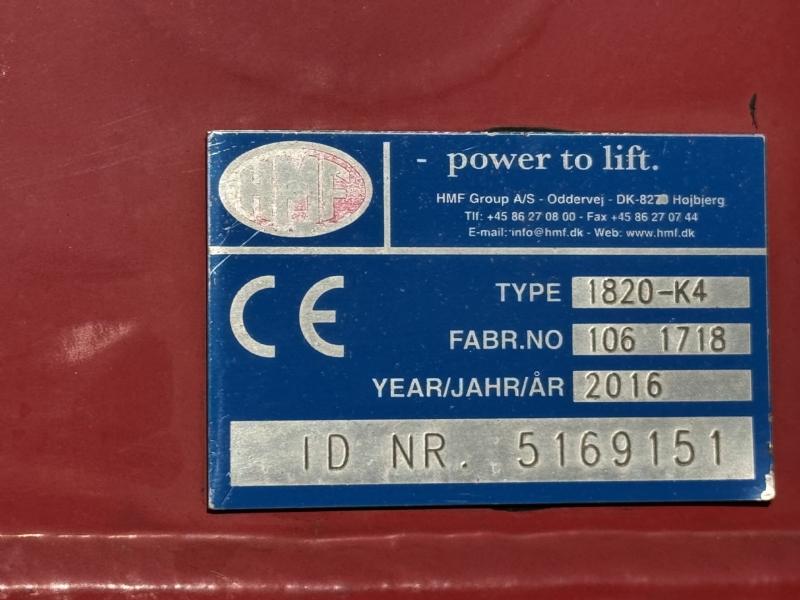 HMF
- power to lift.
HMF Group A/S - Oddervej - DK-8270 Højbjerg
Tlf: +45 86 27 08 00 - Fax +45 86 27 07 44
E-mail: info@hmf.dk - Web: www.hmf.dk
CE
TYPE 1820-K4
FABR.NO 106 1718
YEAR/JAHR/ÅR 2016
ID NR. 5169151